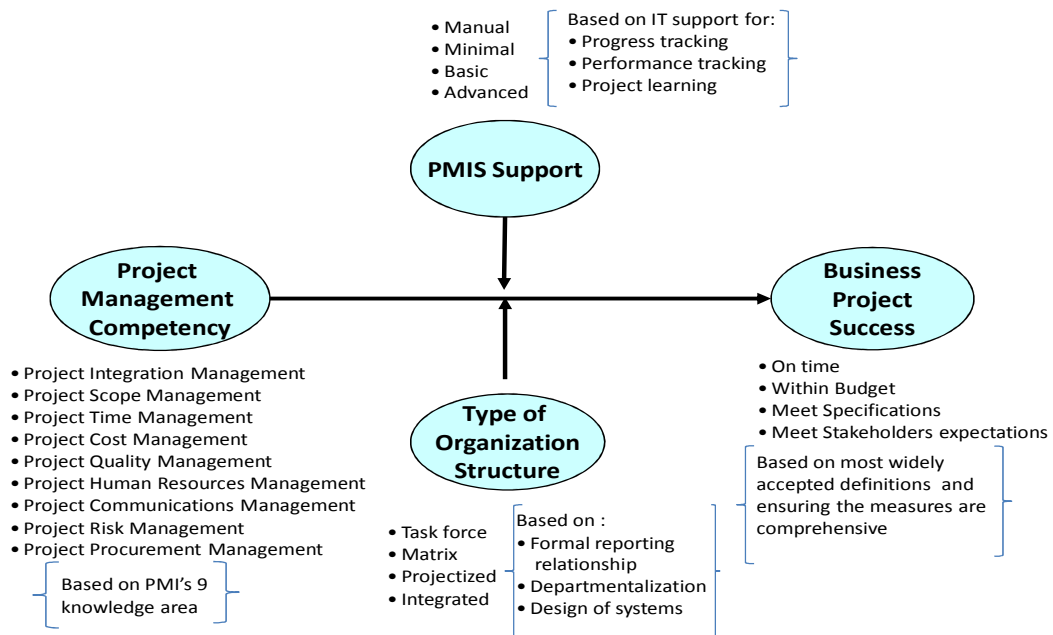 • Manual
• Minimal
• Basic
• Advanced
Based on IT support for:
• Progress tracking
• Performance tracking
• Project learning
PMIS Support
Project
Management
Competency
Business
Project
Success
• Project Integration Management
• Project Scope Management
• Project Time Management
• Project Cost Management
• Project Quality Management
• Project Human Resources Management
• Project Communications Management
• Project Risk Management
• Project Procurement Management
Based on PMI's 9
knowledge area
Type of
Organization
Structure
• Task force
• Matrix
• Projectized
• Integrated
Based on :
• Formal reporting
relationship
• Departmentalization
• Design of systems
• On time
• Within Budget
• Meet Specifications
• Meet Stakeholders expectations
Based on most widely
accepted definitions and
ensuring the measures are
comprehensive